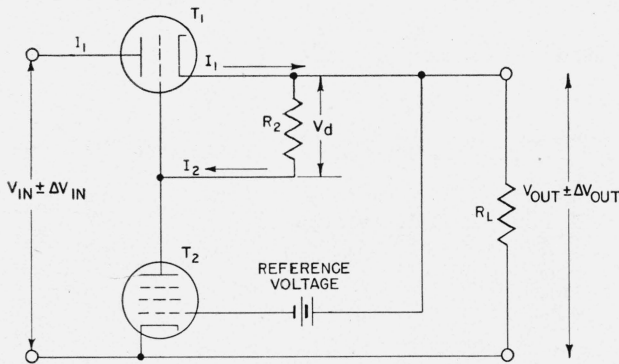 T1
I1
I1
R2
Vd
I2
VIN ± ΔVIN
VOUT ± ΔVOUT
RL
T2
REFERENCE
VOLTAGE